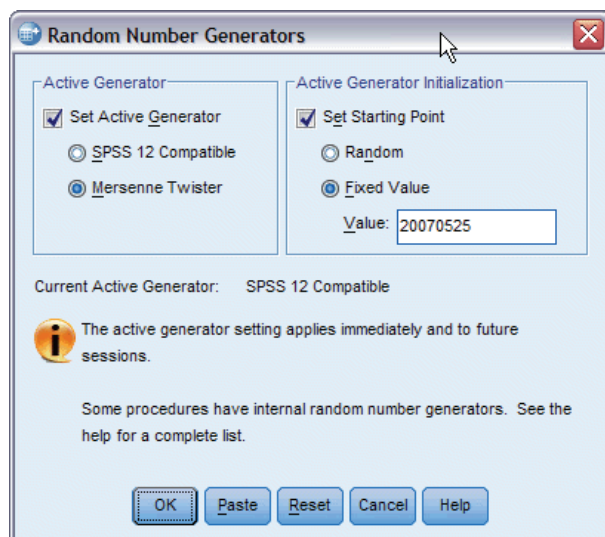 Random Number Generators
Active Generator
Set Active Generator
SPSS 12 Compatible
Mersenne Twister
Active Generator Initialization
Set Starting Point
Random
Fixed Value
Value: 20070525
Current Active Generator: SPSS 12 Compatible
The active generator setting applies immediately and to future
sessions.
Some procedures have internal random number generators. See the
help for a complete list.
OK Paste Reset Cancel Help